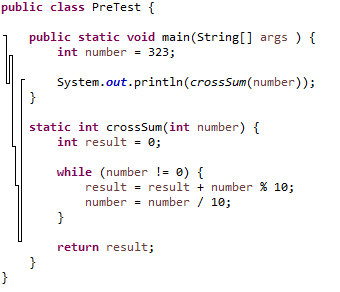 public class PreTest {
public static void main(String[] args ) {
int number = 323;
System.out.println(crossSum(number));
}
static int crossSum(int number) {
int result = 0;
while (number != 0) {
result = result + number % 10;
number = number / 10;
}
return result;
}
}